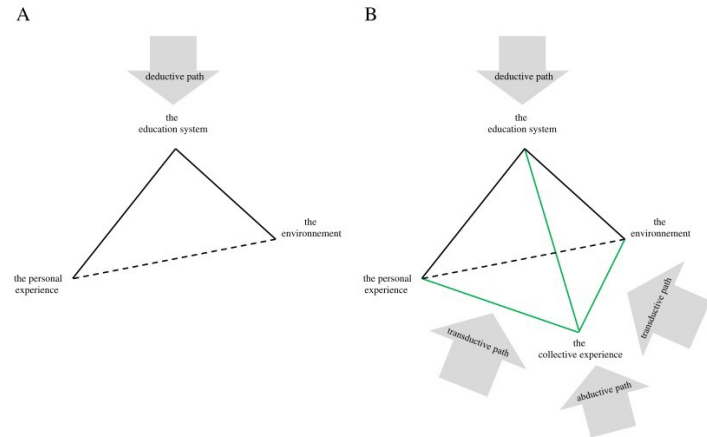 A
deductive path
the
education system
the
environnement
the personal
experience
B
deductive path
the
education system
the
environnement
the personal
experience
transductive path
transductive path
the
collective experience
abductive path